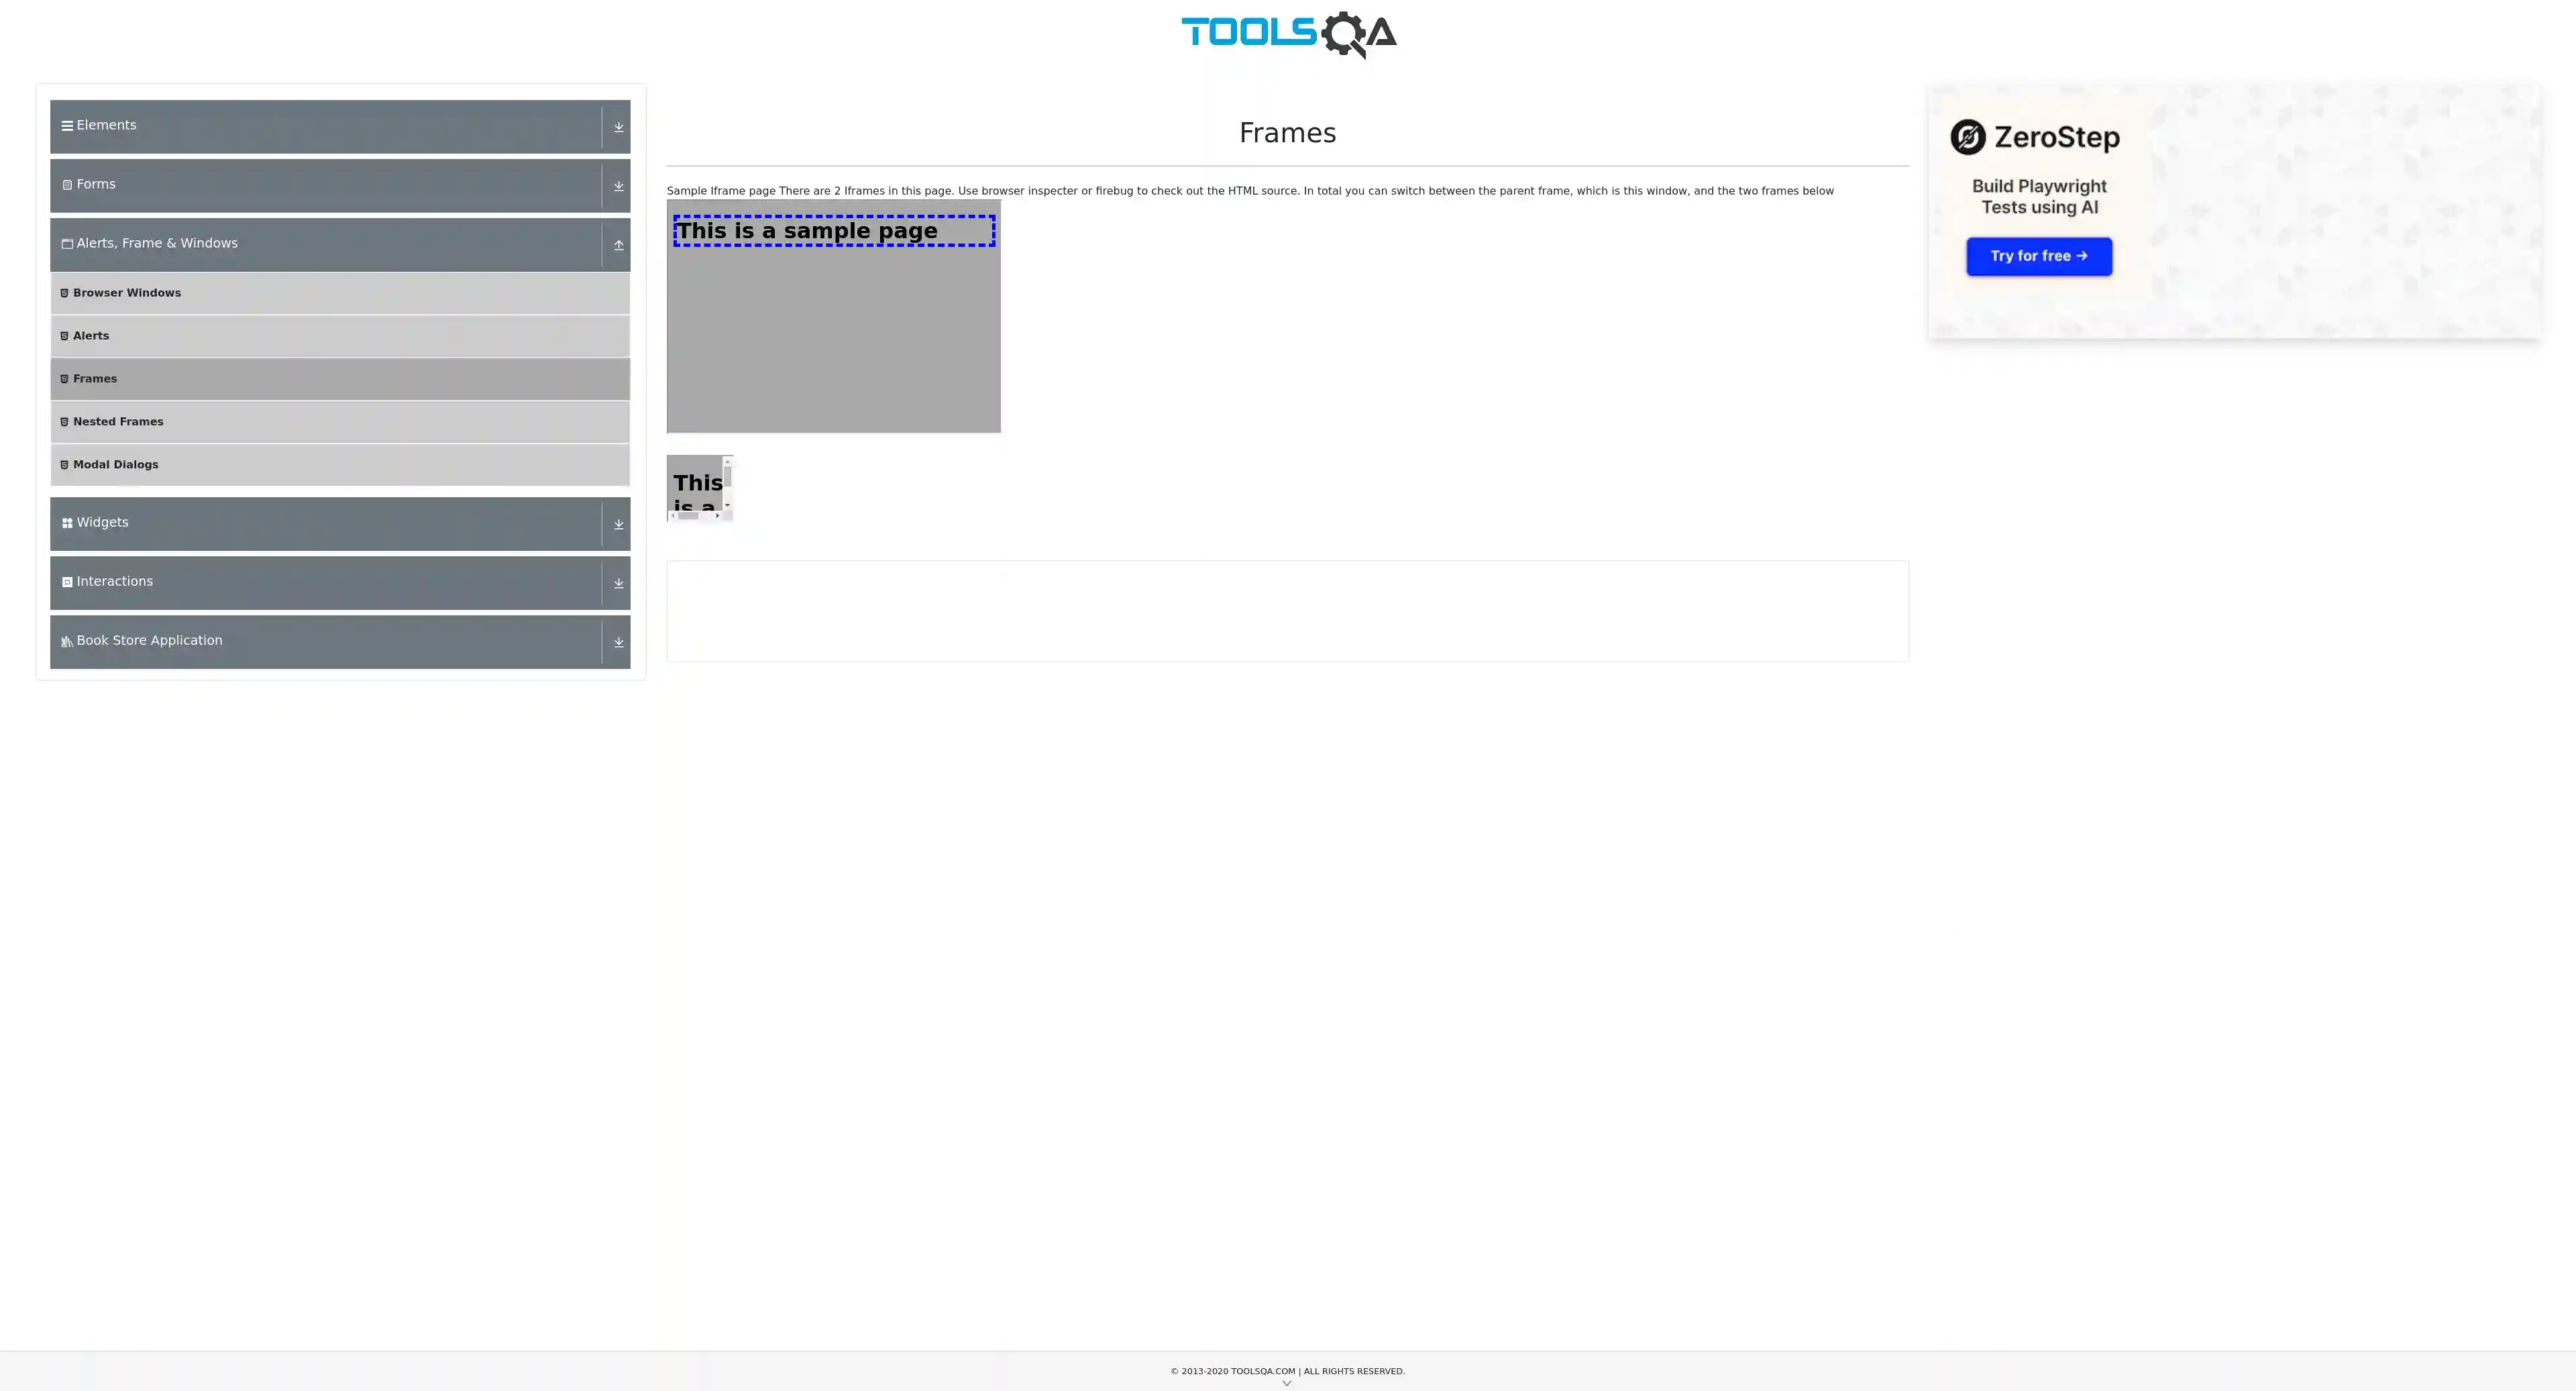 TOOLSQA
Elements
Forms
Alerts, Frame & Windows
Browser Windows
Alerts
Frames
Nested Frames
Modal Dialogs
Widgets
Interactions
Book Store Application
Frames
Sample Iframe page There are 2 Iframes in this page. Use browser inspecter or firebug to check out the HTML source. In total you can switch between the parent frame, which is this window, and the two frames below
This is a sample page
This
is a
ZeroStep
Build Playwright
Tests using AI
Try for free →
© 2013-2020 TOOLSQA.COM | ALL RIGHTS RESERVED.